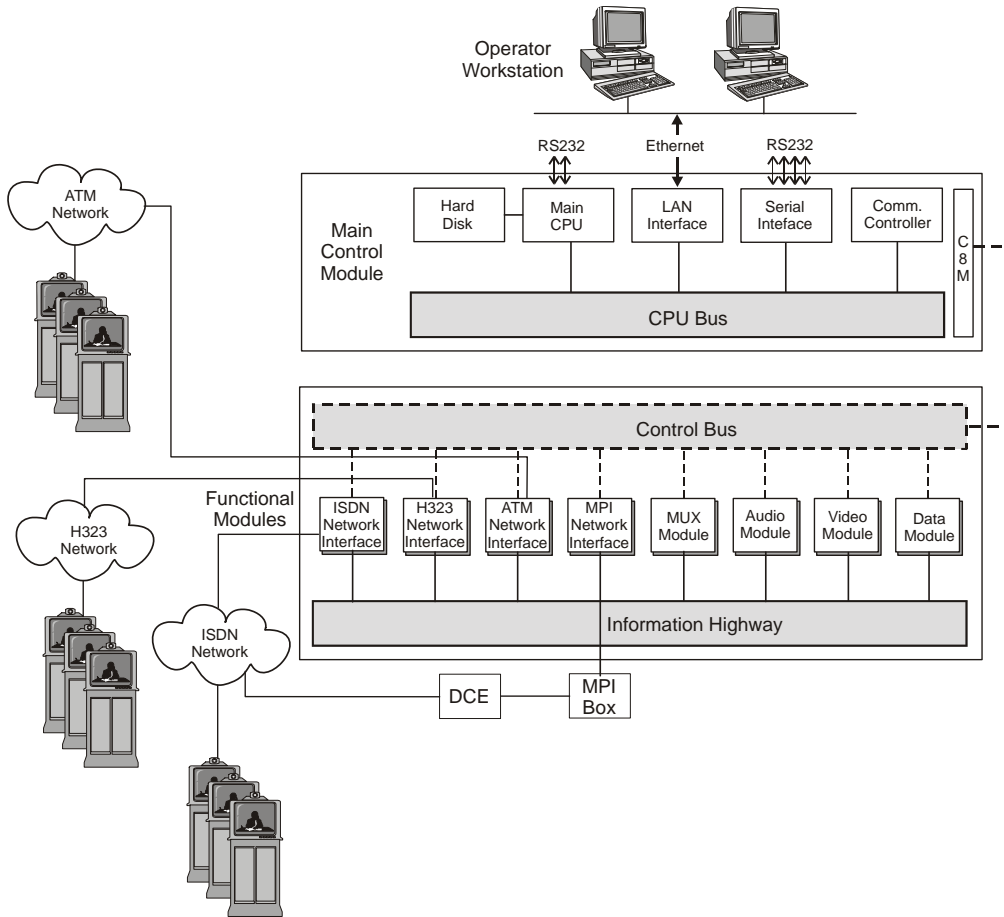 Operator
Workstation
RS232
Ethernet
RS232
ATM
Network
Main
Control
Module
Hard
Disk
Main
CPU
LAN
Interface
Serial
Inteface
Comm.
Controller
C
8
M
CPU Bus
Control Bus
Functional
Modules
ISDN
Network
Interface
H323
Network
Interface
ATM
Network
Interface
MPI
Network
Interface
MUX
Module
Audio
Module
Video
Module
Data
Module
H323
Network
Information Highway
ISDN
Network
DCE
MPI
Box